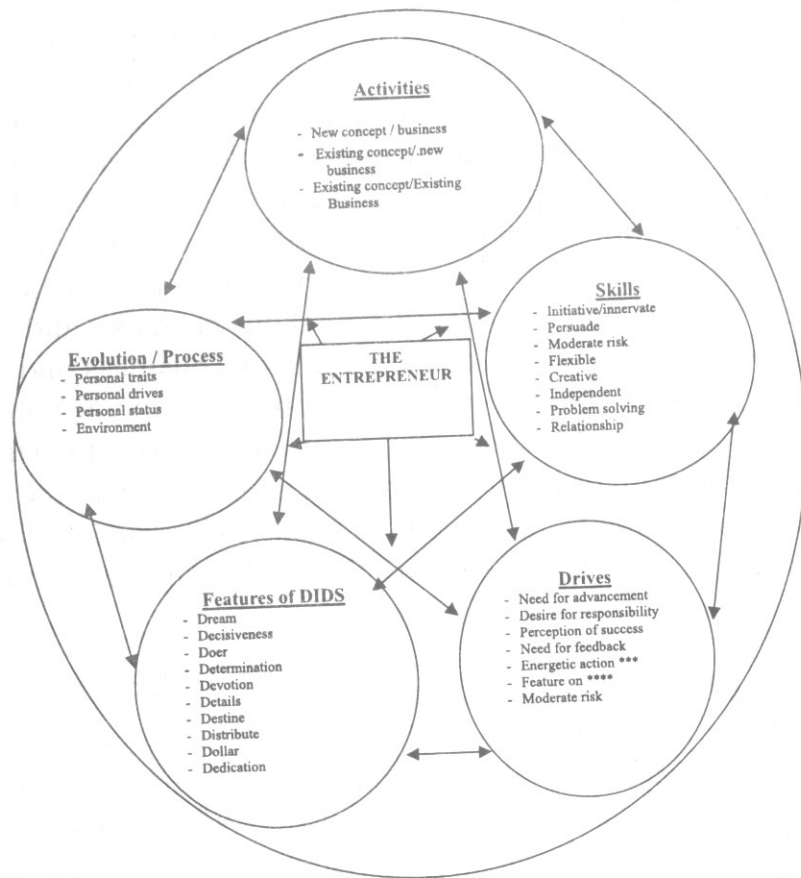 Activities
- New concept / business
- Existing concept/.new
business
- Existing concept/Existing
Business
Skills
- Initiative/innervate
- Persuade
- Moderate risk
- Flexible
- Creative
- Independent
- Problem solving
- Relationship
THE
ENTREPRENEUR
Evolution / Process
- Personal traits
- Personal drives
- Personal status
- Environment
Features of DIDS
- Dream
- Decisiveness
- Doer
- Determination
- Devotion
- Details
- Destine
- Distribute
- Dollar
- Dedication
Drives
- Need for advancement
- Desire for responsibility
- Perception of success
- Need for feedback
- Energetic action ***
- Feature on ****
- Moderate risk